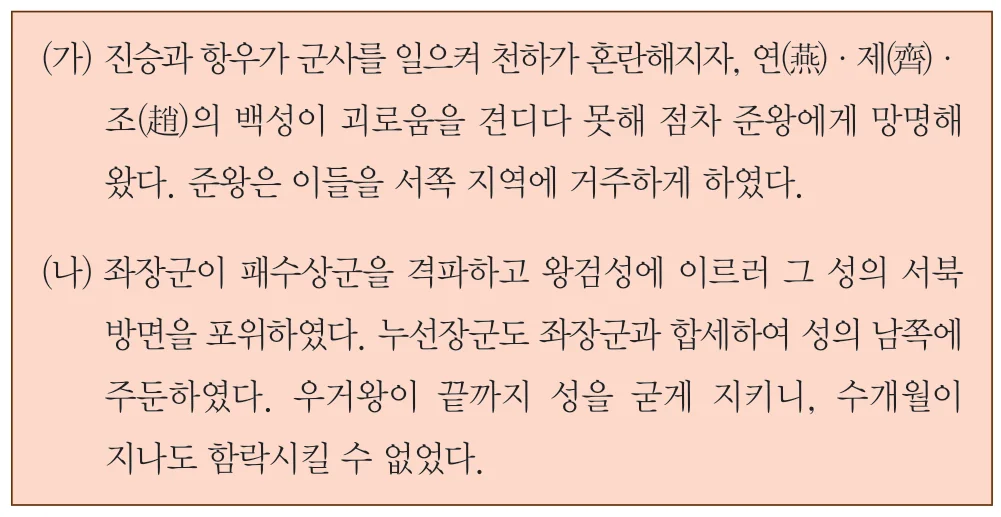 (가) 진승과 항우가 군사를 일으켜 천하가 혼란해지자, 연(燕)·제(齊)·
조(趙)의 백성이 괴로움을 견디다 못해 점차 준왕에게 망명해
왔다. 준왕은 이들을 서쪽 지역에 거주하게 하였다.
(나) 좌장군이 패수상군을 격파하고 왕검성에 이르러 그 성의 서북
방면을 포위하였다. 누선장군도 좌장군과 합세하여 성의 남쪽에
주둔하였다. 우거왕이 끝까지 성을 굳게 지키니, 수개월이
지나도 함락시킬 수 없었다.